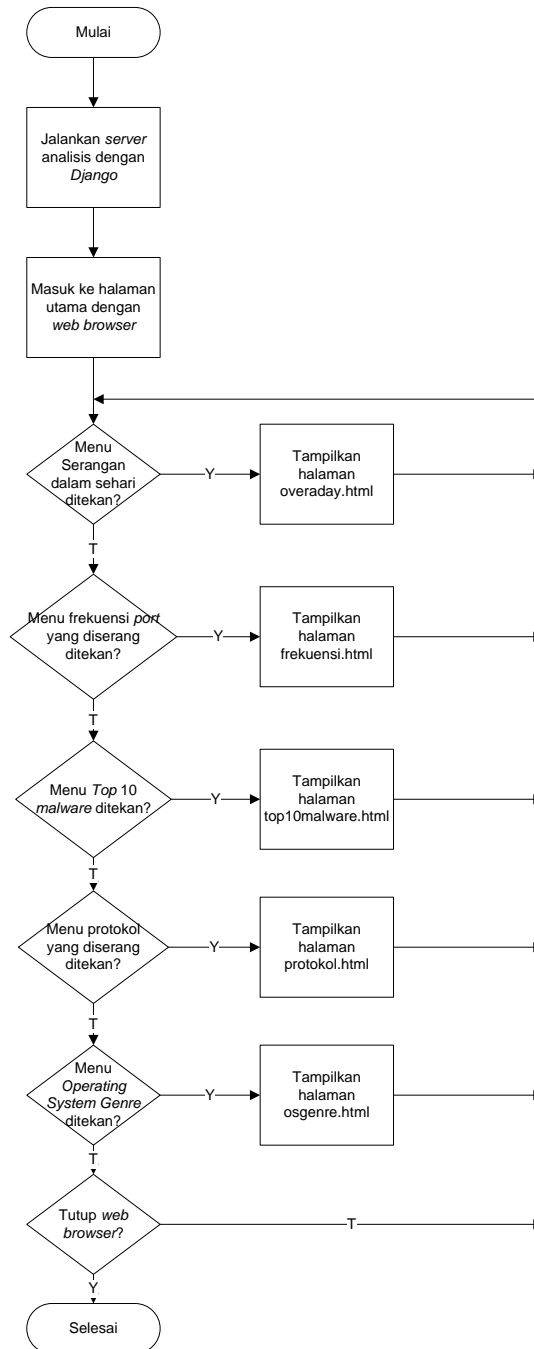 Mulai
Jalankan server
analisis dengan
Django
Masuk ke halaman
utama dengan
web browser
Menu
Serangan
dalam sehari
ditekan?
Y
Tampilkan
halaman
overaday.html
T
Menu frekuensi port
yang diserang
ditekan?
Y
Tampilkan
halaman
frekuensi.html
T
Menu Top 10
malware ditekan?
Y
Tampilkan
halaman
top10malware.html
T
Menu protokol
yang diserang
ditekan?
Y
Tampilkan
halaman
protokol.html
T
Menu
Operating
System Genre
ditekan?
Y
Tampilkan
halaman
osgenre.html
T
Tutup web
browser?
T
Y
Selesai